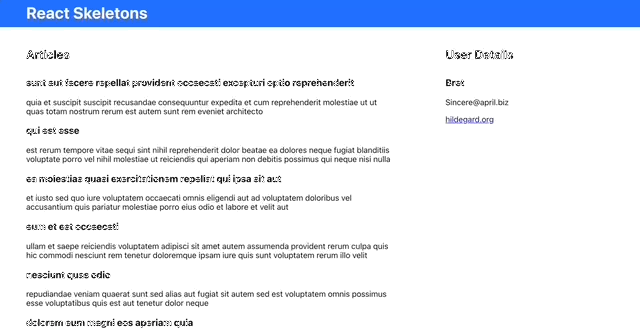 React Skeletons
Articles
sunt aut facere repellat provident occaecati excepturi optio reprehenderit
quia et suscipit suscipit recusandae consequuntur expedita et cum reprehenderit molestiae ut ut
quas totam nostrum rerum est autem sunt rem eveniet architecto
qui est esse
est rerum tempore vitae sequi sint nihil reprehenderit dolor beatae ea dolores neque fugiat blanditiis
voluptate porro vel nihil molestiae ut reiciendis qui aperiam non debitis possimus qui neque nisi nulla
ea molestias quasi exercitationem repellat qui ipsa sit aut
et iusto sed quo iure voluptatem occaecati omnis eligendi aut ad voluptatem doloribus vel
accusantium quis pariatur molestiae porro eius odio et labore et velit aut
eum et est occaecati
ullam et saepe reiciendis voluptatem adipisci sit amet autem assumenda provident rerum culpa quis
hic commodi nesciunt rem tenetur doloremque ipsam iure quis sunt voluptatem rerum illo velit
nesciunt quas odio
repudiandae veniam quaerat sunt sed alias aut fugiat sit autem sed est voluptatem omnis possimus
esse voluptatibus quis est aut tenetur dolor neque
dolorem eum magni eos aperiam quia
User Details
Bret
Sincere@april.biz
hildegard.org